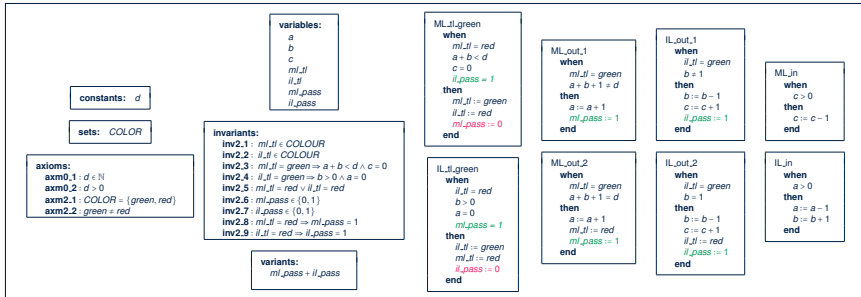 constants: d
sets: COLOR
axioms:
axm0_1 : d ∈ ℕ
axm0_2 : d > 0
axm2.1 : COLOR = {green, red}
axm2.2 : green ≠ red
variables:
a
b
c
ml_tl
il_tl
ml_pass
il_pass
invariants:
inv2_1 : ml_tl ∈ COLOUR
inv2_2 : il_tl ∈ COLOUR
inv2_3 : ml_tl = green ⇒ a + b < d ∧ c = 0
inv2_4 : il_tl = green ⇒ b > 0 ∧ a = 0
inv2_5 : ml_tl = red ∨ il_tl = red
inv2_6 : ml_pass ∈ {0, 1}
inv2_7 : il_pass ∈ {0, 1}
inv2_8 : ml_tl = red ⇒ ml_pass = 1
inv2_9 : il_tl = red ⇒ il_pass = 1
variants:
ml_pass + il_pass
ML_tl_green
when
ml_tl = red
a + b < d
c = 0
il_pass = 1
then
ml_tl := green
il_tl := red
ml_pass := 0
end
IL_tl_green
when
il_tl = red
b > 0
a = 0
ml_pass = 1
then
il_tl := green
ml_tl := red
il_pass := 0
end
ML_out_1
when
ml_tl = green
a + b + 1 ≠ d
then
a := a + 1
ml_pass := 1
end
ML_out_2
when
ml_tl = green
a + b + 1 = d
then
a := a + 1
ml_tl := red
ml_pass := 1
end
IL_out_1
when
il_tl = green
b ≠ 1
then
b := b − 1
c := c + 1
il_pass := 1
end
IL_out_2
when
il_tl = green
b = 1
then
b := b − 1
c := c + 1
il_tl := red
il_pass := 1
end
ML_in
when
c > 0
then
c := c − 1
end
IL_in
when
a > 0
then
a := a − 1
b := b + 1
end